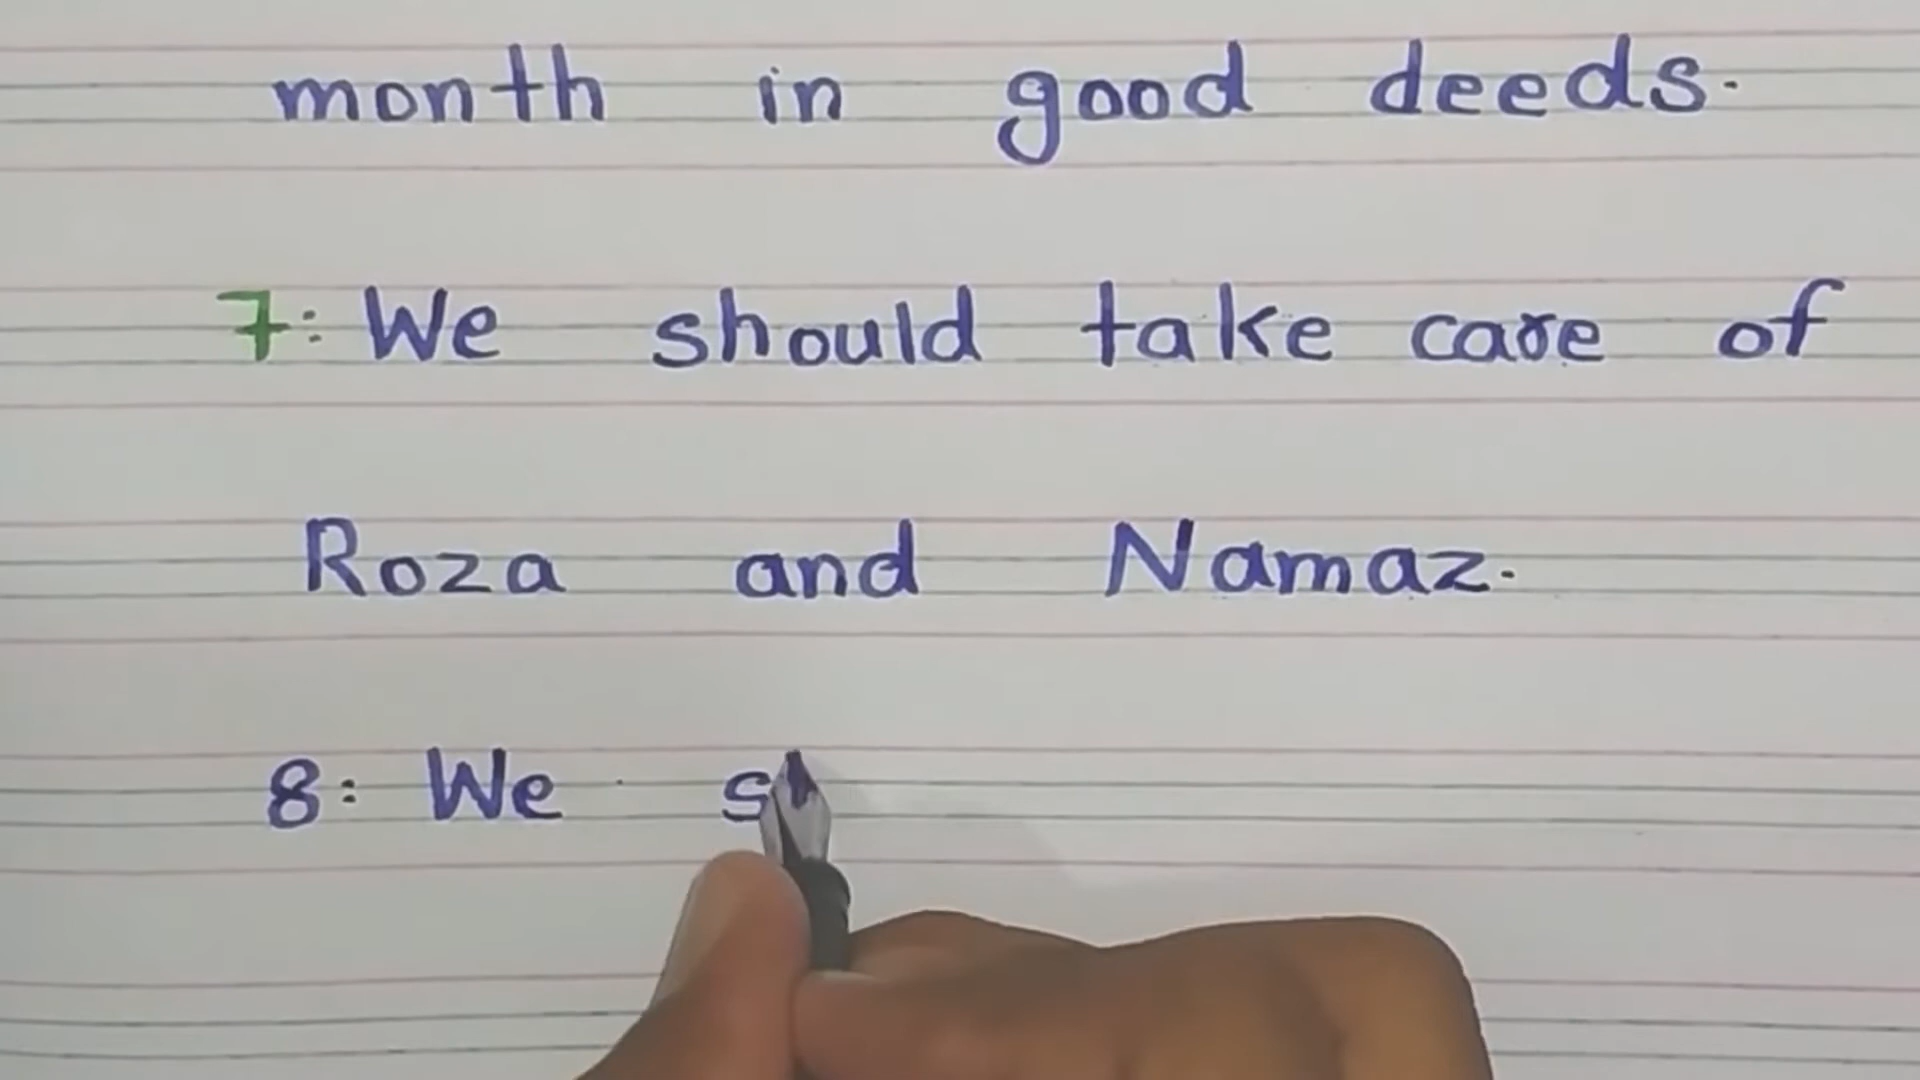 month in good deeds.
7: We should take care of
Roza and Namaz.
8: We s